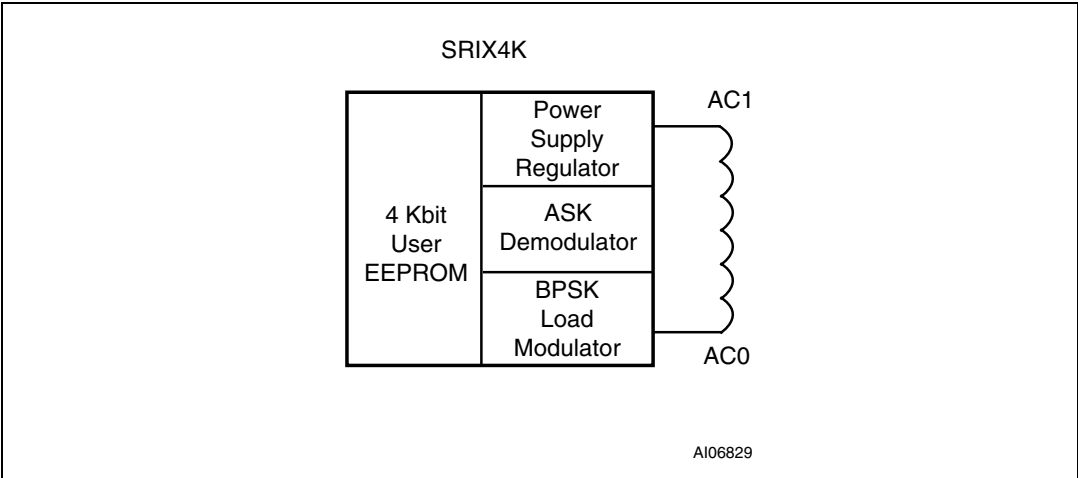 SRIX4K
AC1
Power
Supply
Regulator
4 Kbit
User
EEPROM
ASK
Demodulator
BPSK
Load
Modulator
AC0
AI06829